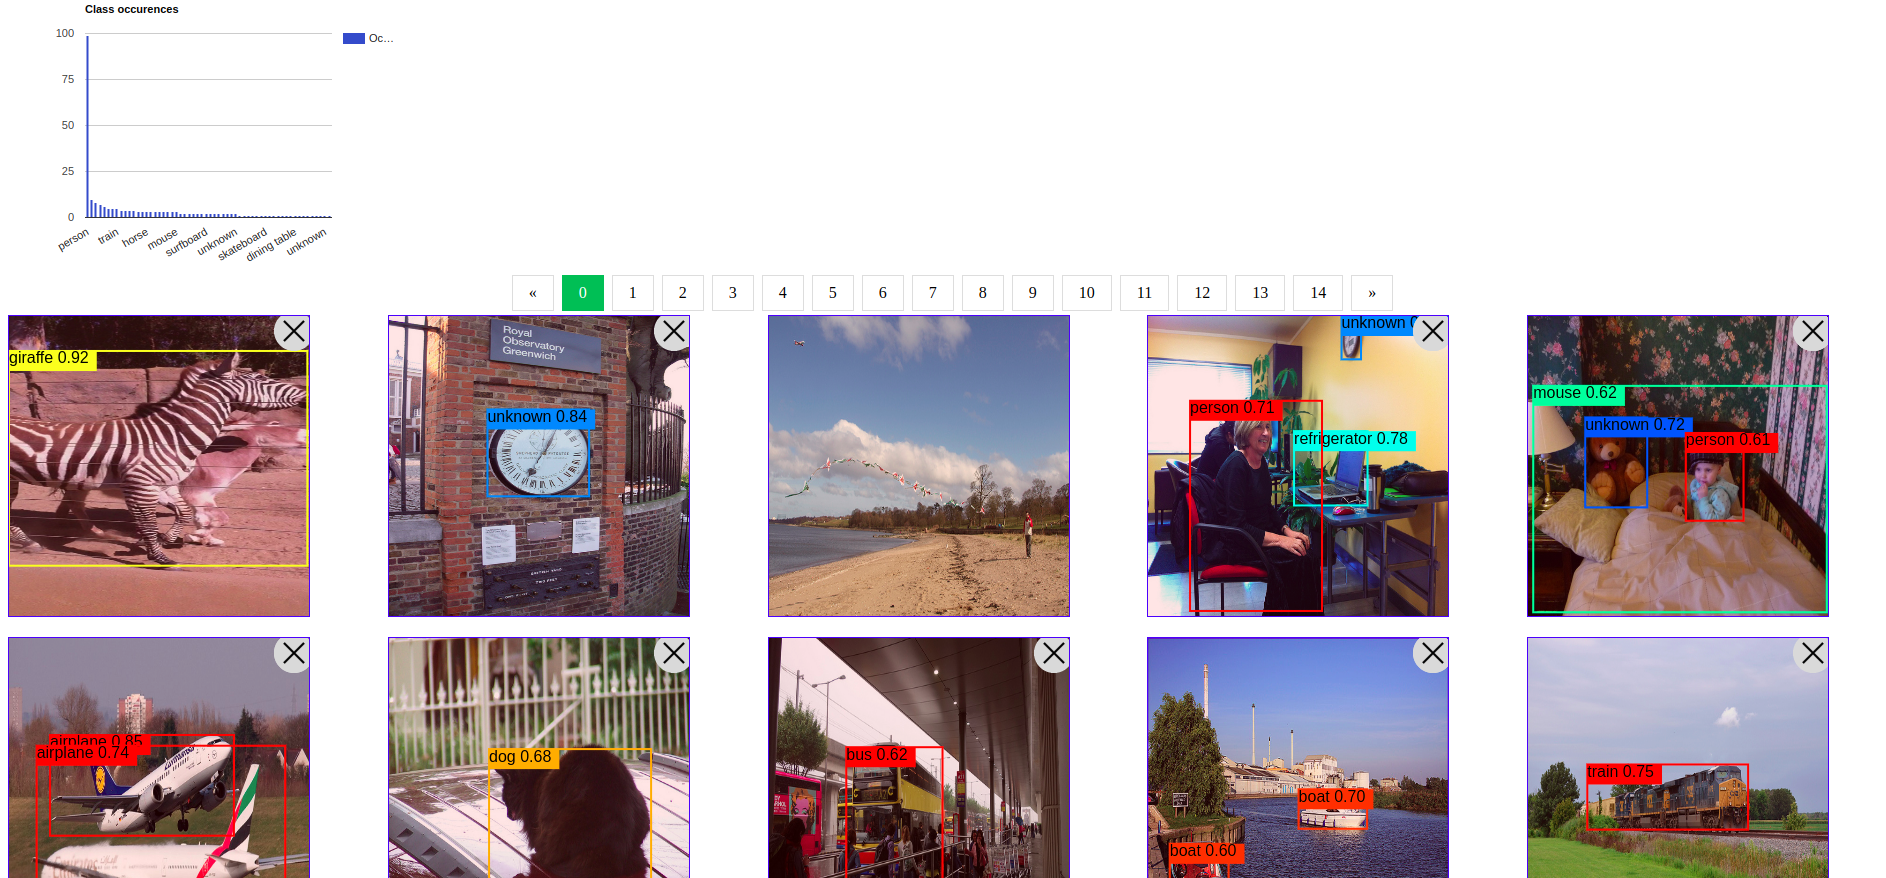 Class occurences
100
75
50
25
0
Oc...
person
train
horse
mouse
surfboard
unknown
skateboard
dining table
unknown
«
0
1
2
3
4
5
6
7
8
9
10
11
12
13
14
»
giraffe 0.92
Royal
Observatory
Greenwich
unknown 0.84
unknown
person 0.71
refrigerator 0.78
mouse 0.62
unknown 0.72
person 0.61
airplane 0.85
airplane 0.74
dog 0.68
bus 0.62
boat 0.70
boat 0.60
train 0.75